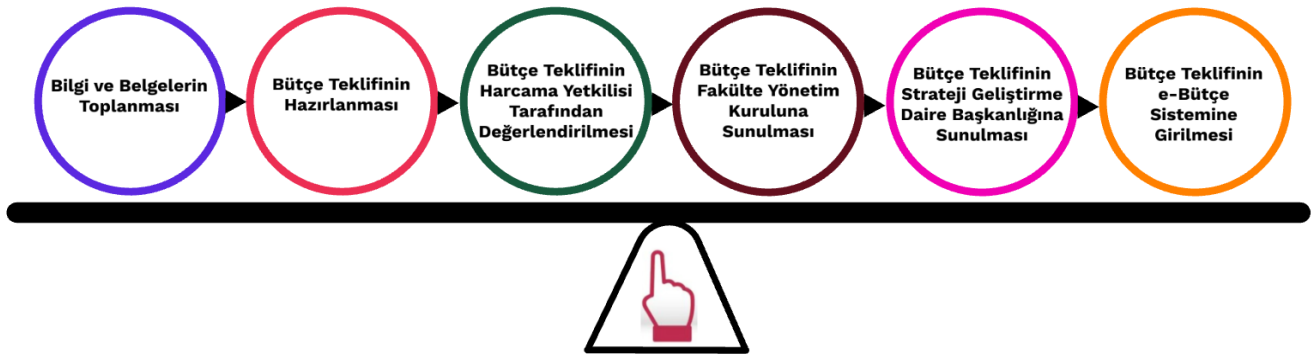 Bilgi ve Belgelerin
Toplanması
Bütçe Teklifinin
Hazırlanması
Bütçe Teklifinin
Harcama Yetkilisi
Tarafından
Değerlendirilmesi
Bütçe Teklifinin
Fakülte Yönetim
Kuruluna
Sunulması
Bütçe Teklifinin
Strateji Geliştirme
Daire Başkanlığına
Sunulması
Bütçe Teklifinin
e-Bütçe
Sistemine
Girilmesi